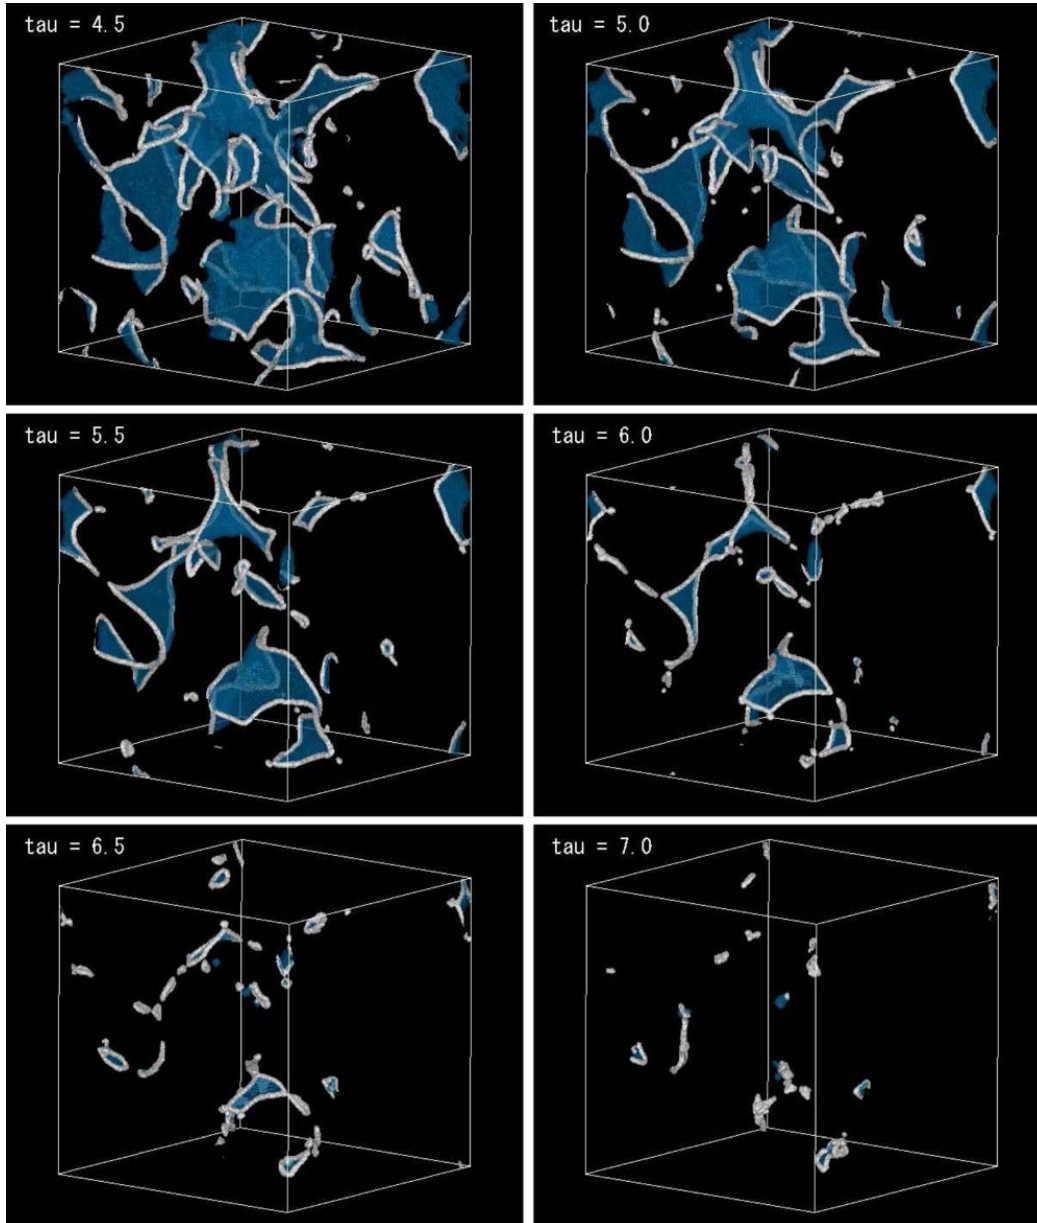 tau = 4.5
tau = 5.0
tau = 5.5
tau = 6.0
tau = 6.5
tau = 7.0